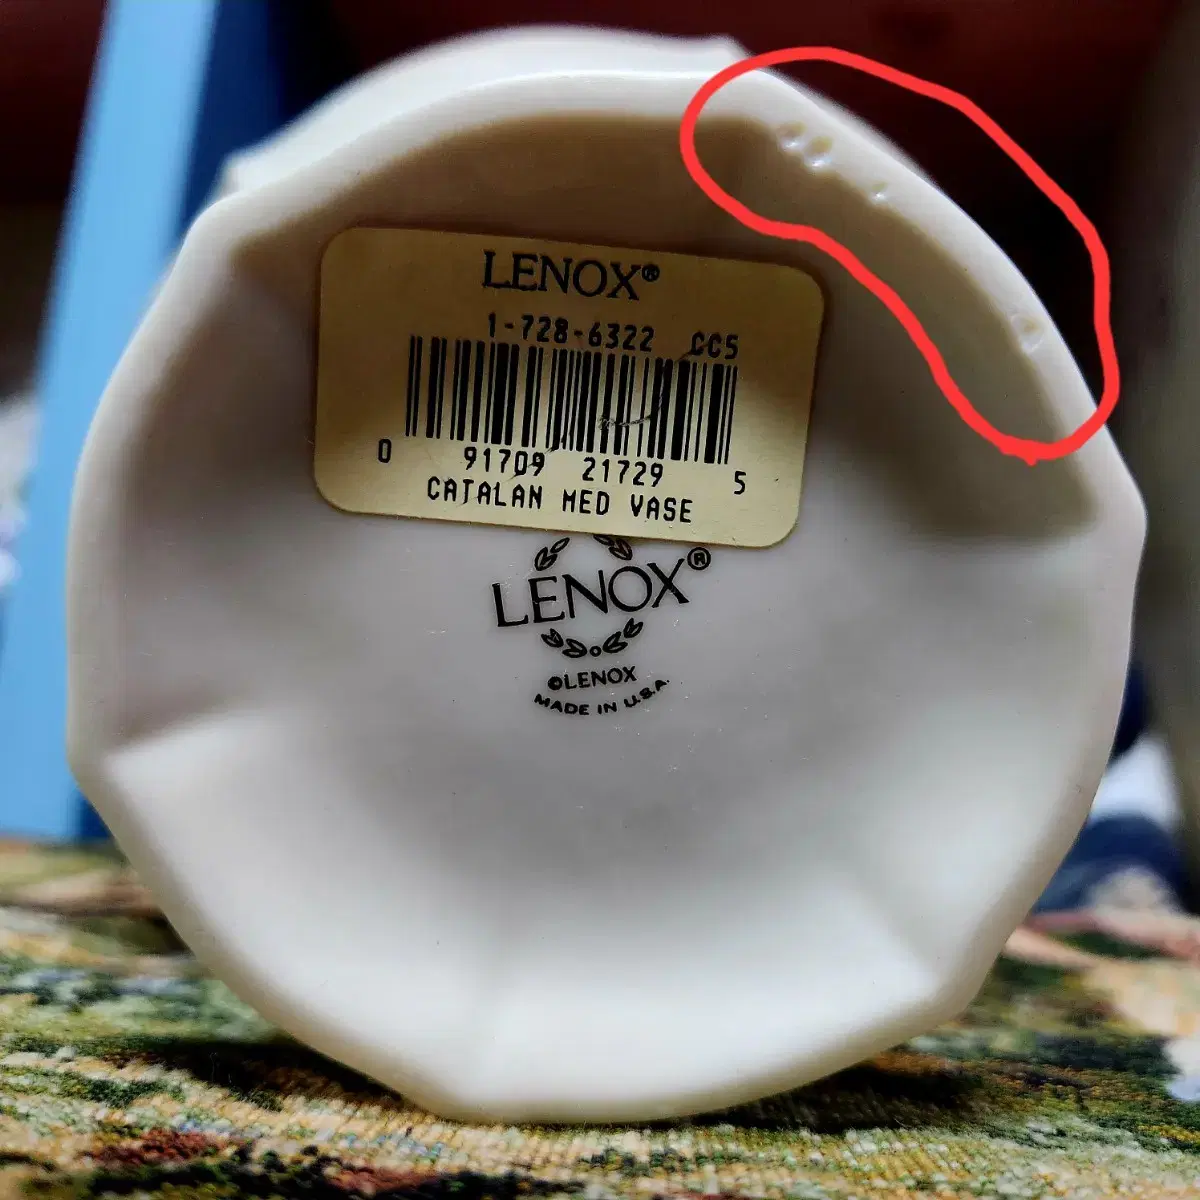 LENOX®
1-728-6322 CC5
0 91709 21729 5
CATALAN MED VASE
LENOX®
©LENOX
MADE IN U.S.A.